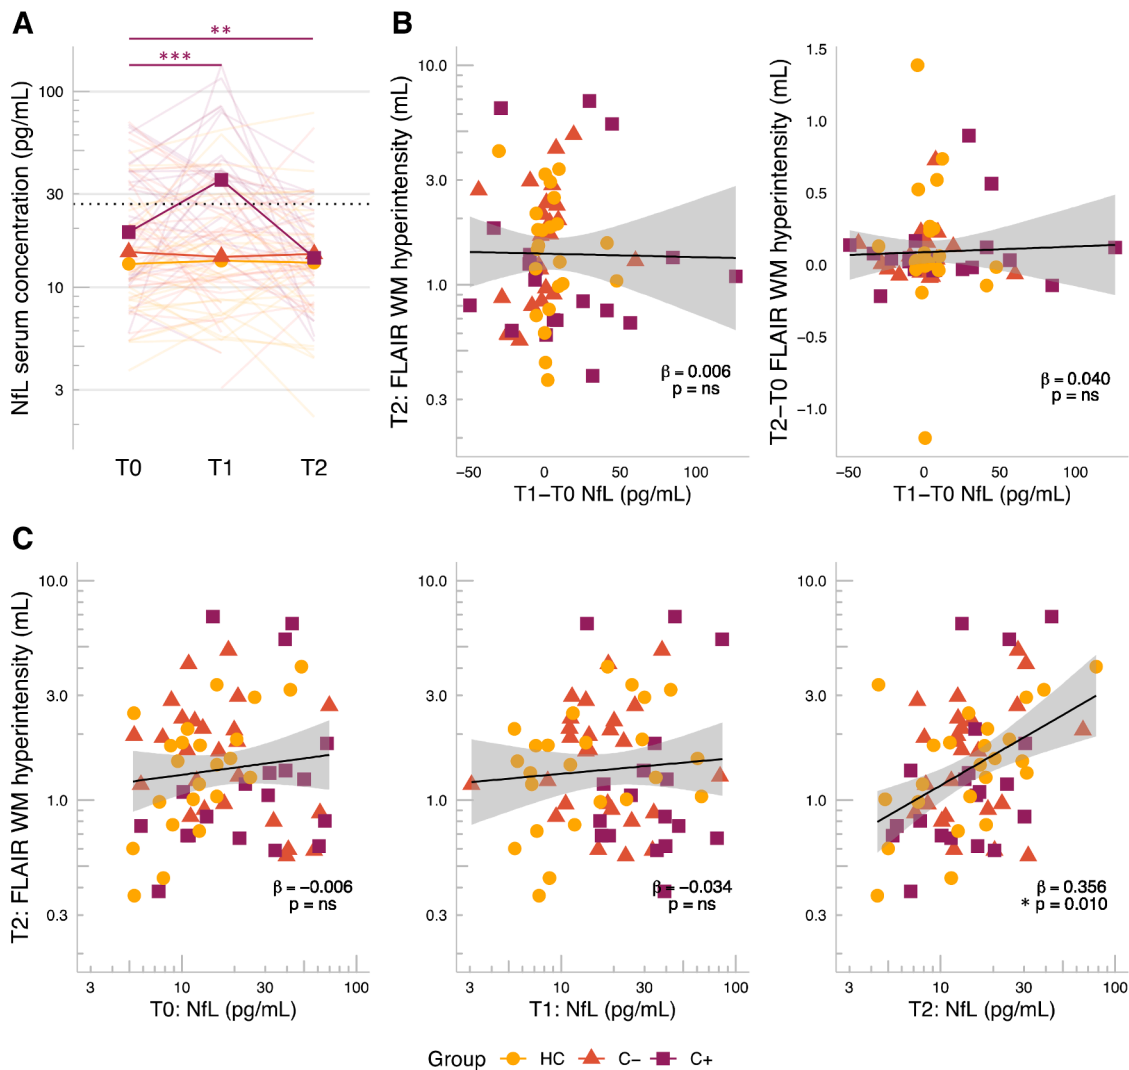 A
**
***
NfL serum concentration (pg/mL)
100
30
10
3
T0
T1
T2
B
T2: FLAIR WM hyperintensity (mL)
10.0
3.0
1.0
0.3
β = 0.006
p = ns
−50
0
50
100
T1−T0 NfL (pg/mL)
T2−T0 FLAIR WM hyperintensity (mL)
1.5
1.0
0.5
0.0
−0.5
−1.0
β = 0.040
p = ns
−50
0
50
100
T1−T0 NfL (pg/mL)
C
T2: FLAIR WM hyperintensity (mL)
10.0
3.0
1.0
0.3
β = −0.006
p = ns
3
10
30
100
T0: NfL (pg/mL)
10.0
3.0
1.0
0.3
β = −0.034
p = ns
3
10
30
100
T1: NfL (pg/mL)
10.0
3.0
1.0
0.3
β = 0.356
* p = 0.010
3
10
30
100
T2: NfL (pg/mL)
Group HC C− C+